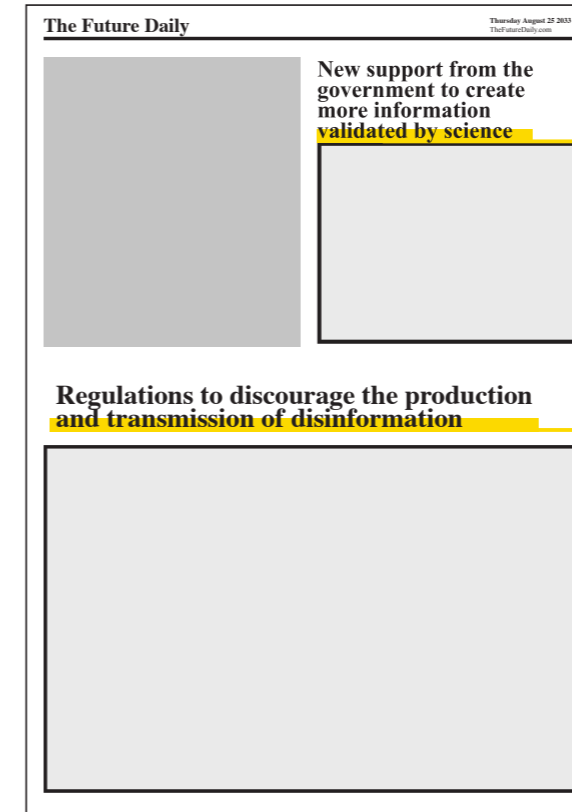 The Future Daily
Thursday August 25 2033
TheFutureDaily.com
New support from the
government to create
more information
validated by science
Regulations to discourage the production
and transmission of disinformation